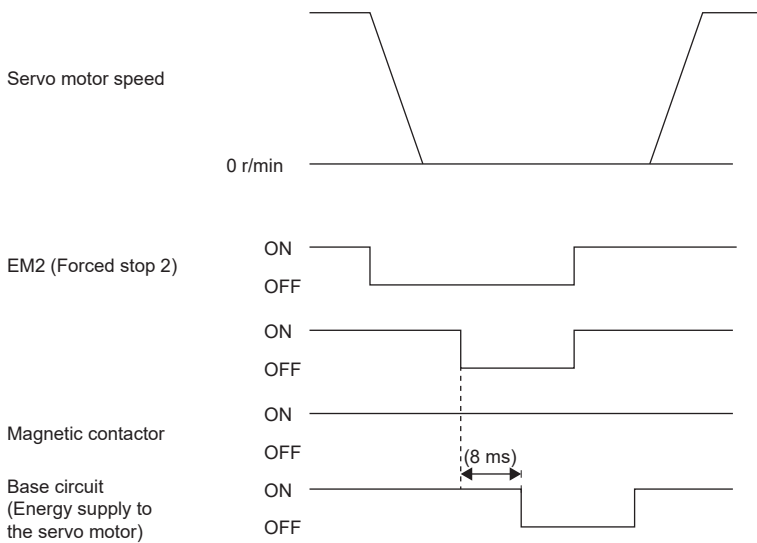 Servo motor speed
0 r/min
EM2 (Forced stop 2)
ON
OFF
ON
OFF
Magnetic contactor
ON
OFF
(8 ms)
Base circuit
(Energy supply to
the servo motor)
ON
OFF